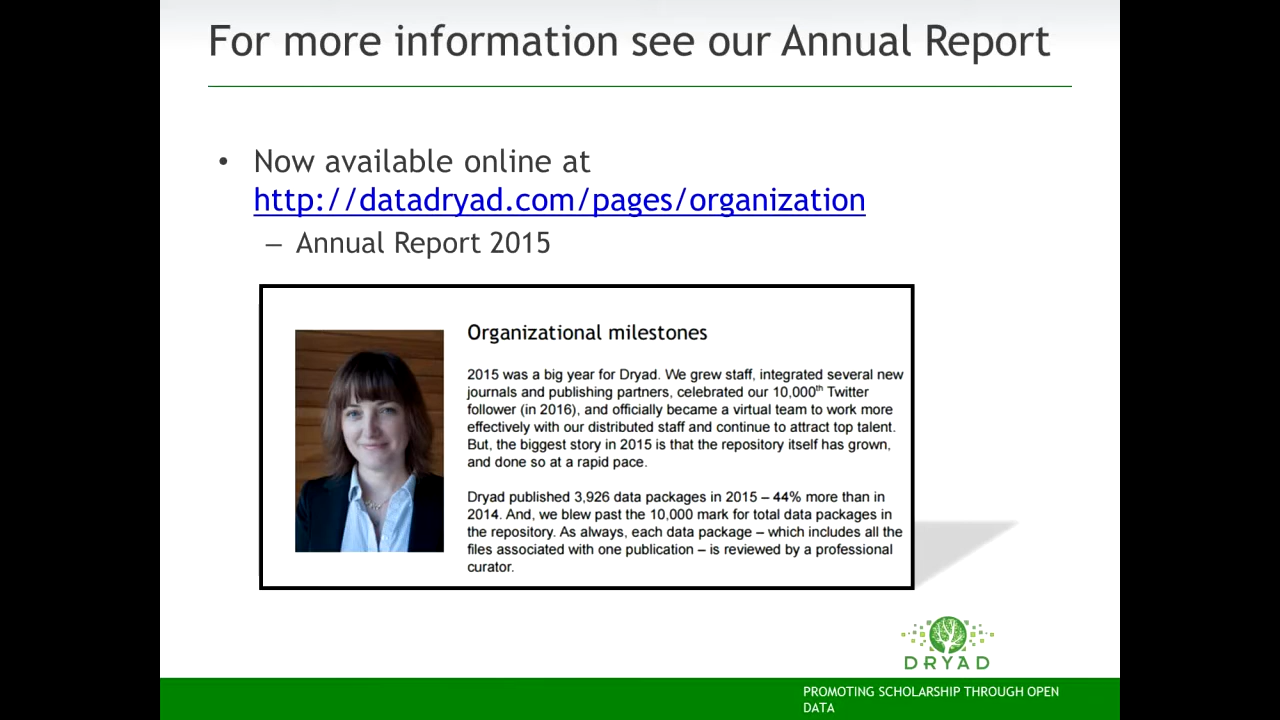 For more information see our Annual Report
• Now available online at
http://datadryad.com/pages/organization
– Annual Report 2015
Organizational milestones
2015 was a big year for Dryad. We grew staff, integrated several new
journals and publishing partners, celebrated our 10,000th Twitter
follower (in 2016), and officially became a virtual team to work more
effectively with our distributed staff and continue to attract top talent.
But, the biggest story in 2015 is that the repository itself has grown,
and done so at a rapid pace.
Dryad published 3,926 data packages in 2015 – 44% more than in
2014. And, we blew past the 10,000 mark for total data packages in
the repository. As always, each data package – which includes all the
files associated with one publication – is reviewed by a professional
curator.
DRYAD
PROMOTING SCHOLARSHIP THROUGH OPEN
DATA